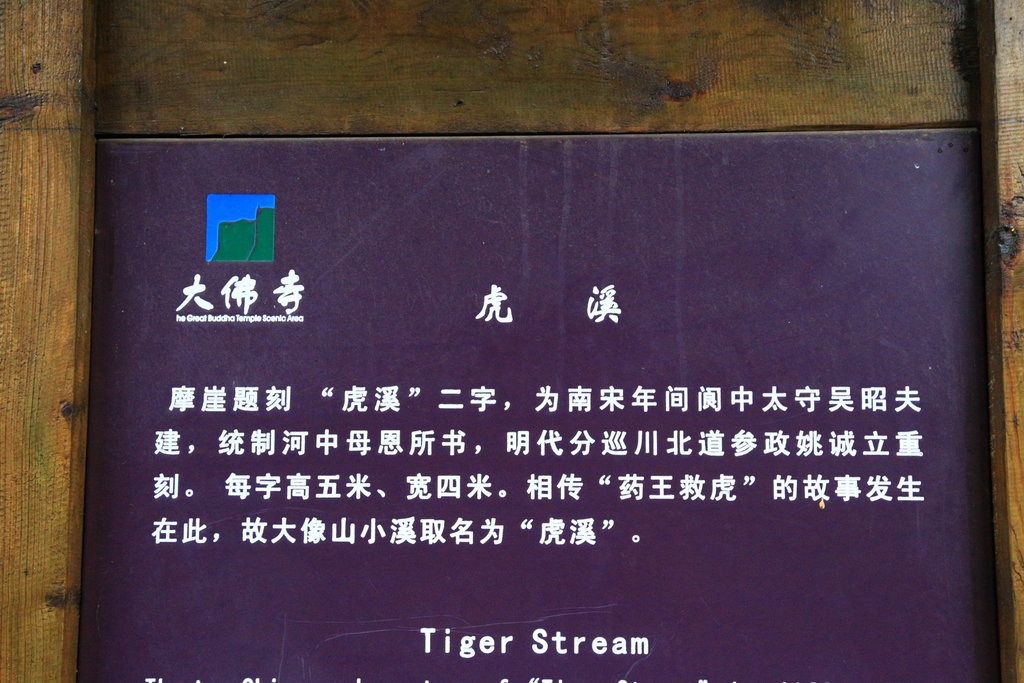 大佛寺
he Great Buddha Temple Scenic Area
虎 溪
摩崖题刻 “虎溪”二字，为南宋年间阆中太守吴昭夫
建，统制河中母恩所书，明代分巡川北道参政姚诚立重
刻。 每字高五米、宽四米。相传“药王救虎”的故事发生
在此，故大像山小溪取名为“虎溪”。
Tiger Stream